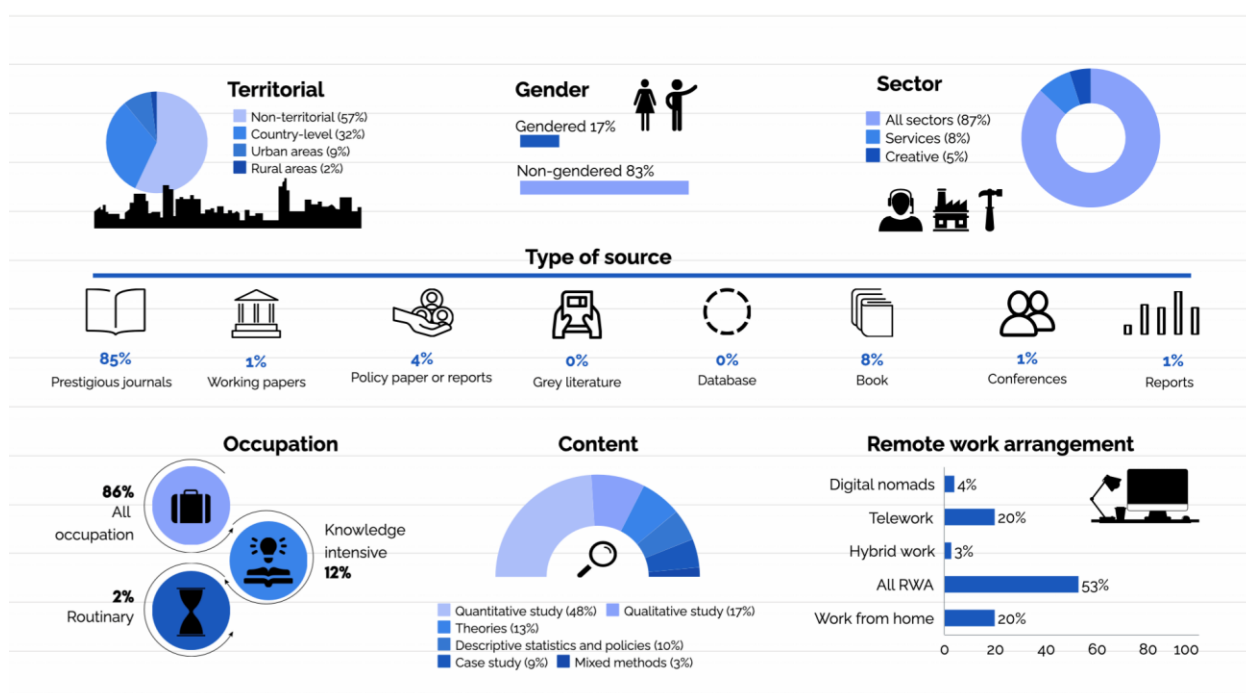 Territorial
Non-territorial (57%)
Country-level (32%)
Urban areas (9%)
Rural areas (2%)
Gender
Gendered 17%
Non-gendered 83%
Sector
All sectors (87%)
Services (8%)
Creative (5%)
Type of source
85%
Prestigious journals
1%
Working papers
4%
Policy paper or reports
0%
Grey literature
0%
Database
8%
Book
1%
Conferences
1%
Reports
Occupation
86%
All
occupation
Knowledge
intensive
12%
2%
Routinary
Content
Quantitative study (48%) Qualitative study (17%)
Theories (13%)
Descriptive statistics and policies (10%)
Case study (9%) Mixed methods (3%)
Remote work arrangement
Digital nomads 4%
Telework 20%
Hybrid work 3%
All RWA 53%
Work from home 20%
0 20 40 60 80 100